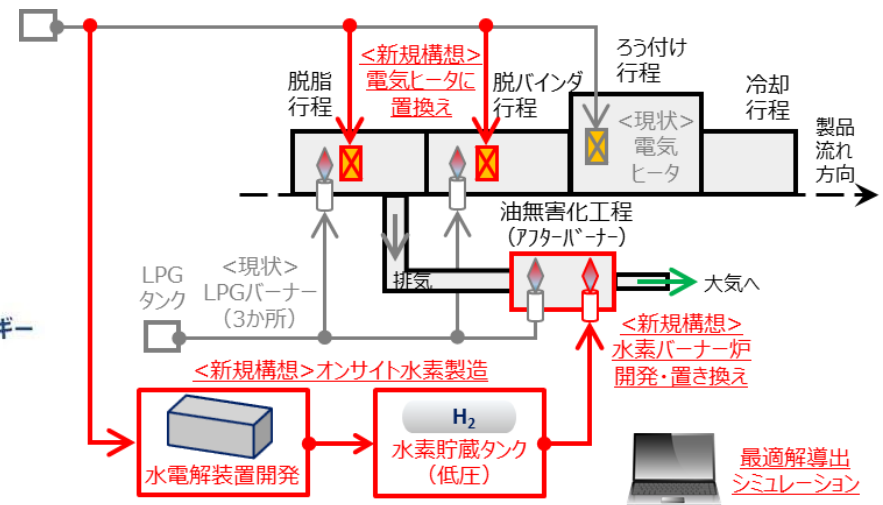 <新規構想>
電気ヒータに
置換え
脱脂
行程
脱バインダ
行程
ろう付け
行程
冷却
行程
<現状>
電気
ヒータ
製品
流れ
方向
油無害化工程
(アフターバーナー)
排気
大気へ
LPG
タンク
<現状>
LPGバーナー
(3か所)
<新規構想>
水素バーナー炉
開発・置き換え
ギー
<新規構想>オンサイト水素製造
水電解装置開発
H₂
水素貯蔵タンク
(低圧)
最適解導出
シミュレーション